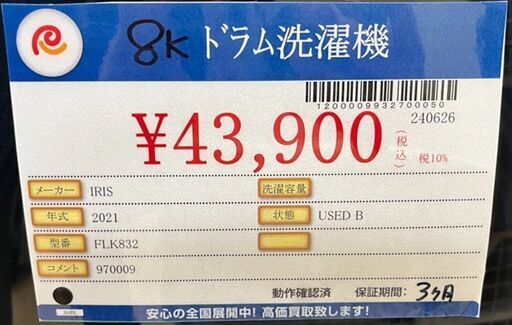 8K ドラム洗濯機
1200009932700050
240626
¥43,900 (税込) 税10%
メーカー IRIS 洗濯容量
年式 2021 状態 USED B
型番 FLK832
コメント 970009
動作確認済 保証期間: 3ヶ月
安心の全国展開中! 高価買取致します!